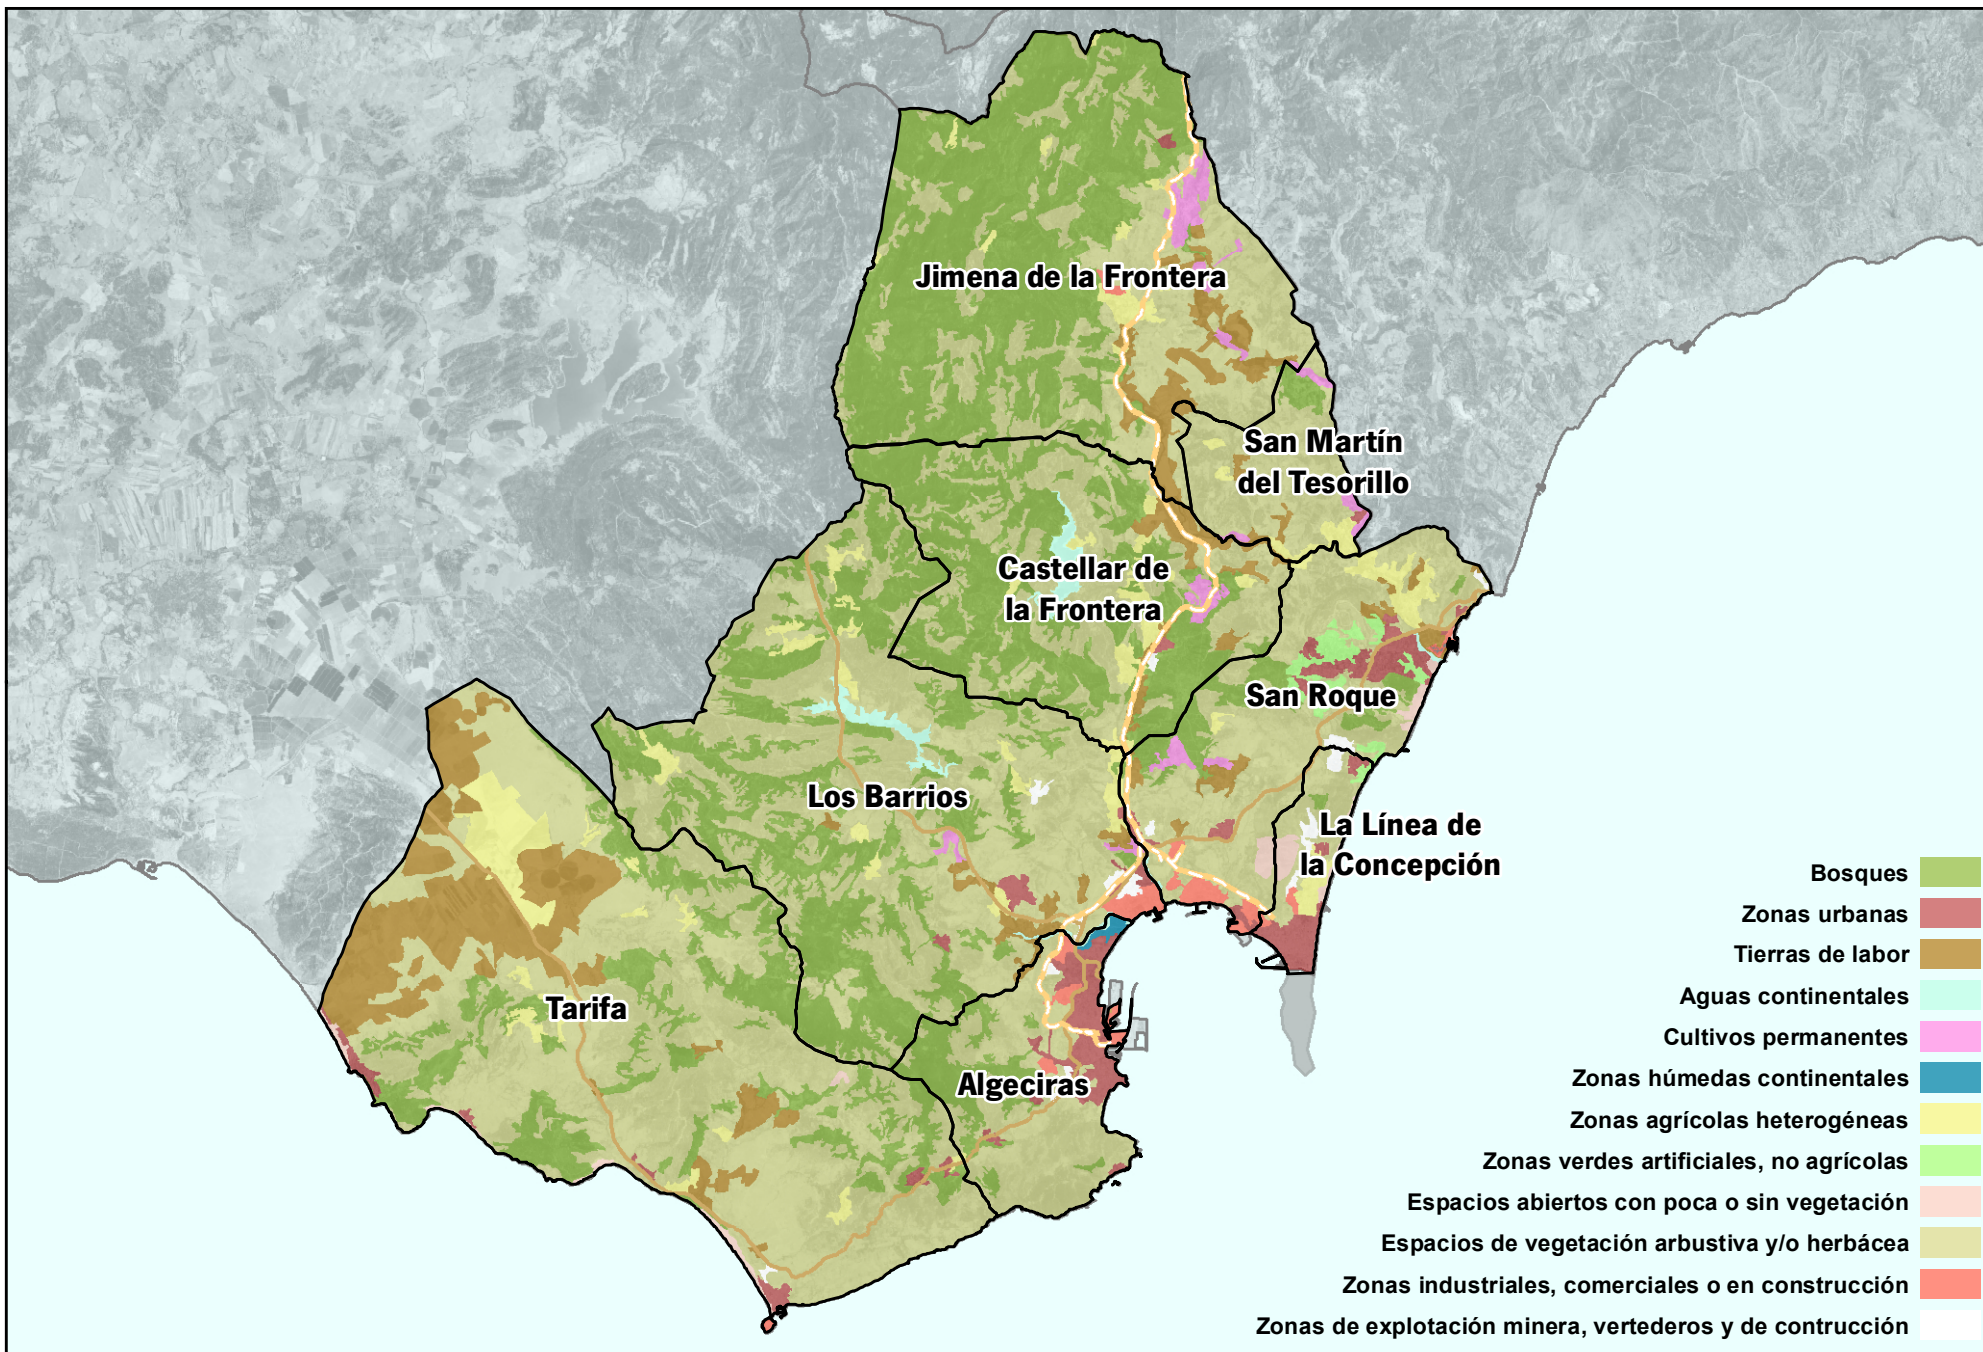 Jimena de la Frontera
San Martín
del Tesorillo
Castellar de
la Frontera
San Roque
Los Barrios
La Línea de
la Concepción
Tarifa
Algeciras
Bosques
Zonas urbanas
Tierras de labor
Aguas continentales
Cultivos permanentes
Zonas húmedas continentales
Zonas agrícolas heterogéneas
Zonas verdes artificiales, no agrícolas
Espacios abiertos con poca o sin vegetación
Espacios de vegetación arbustiva y/o herbácea
Zonas industriales, comerciales o en construcción
Zonas de explotación minera, vertederos y de contrucción